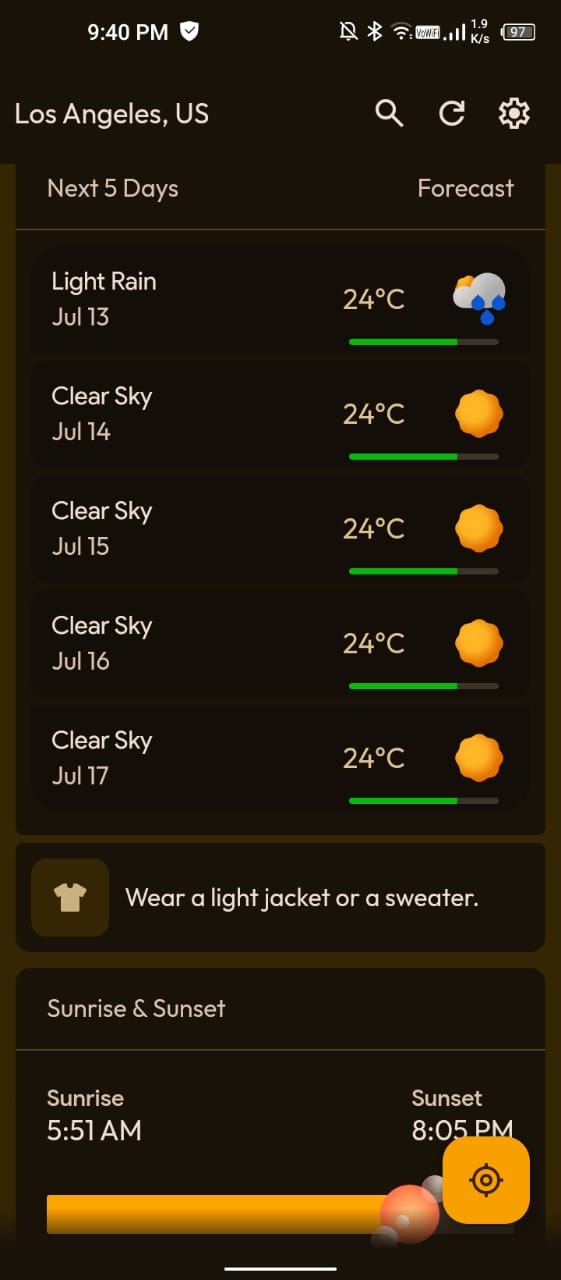 9:40 PM
VoWiFi
1.9
K/s
97
Los Angeles, US
Next 5 Days
Forecast
Light Rain
Jul 13
24°C
Clear Sky
Jul 14
24°C
Clear Sky
Jul 15
24°C
Clear Sky
Jul 16
24°C
Clear Sky
Jul 17
24°C
Wear a light jacket or a sweater.
Sunrise & Sunset
Sunrise
Sunset
5:51 AM
8:05 PM